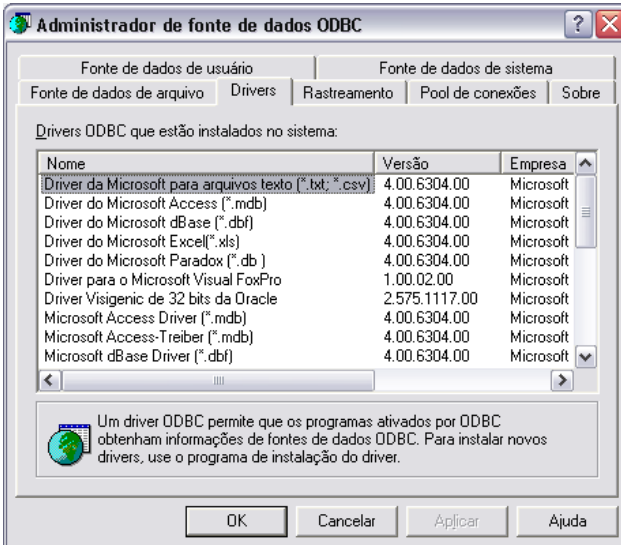 Administrador de fonte de dados ODBC
Fonte de dados de usuário Fonte de dados de sistema
Fonte de dados de arquivo Drivers Rastreamento Pool de conexões Sobre
Drivers ODBC que estão instalados no sistema:
Nome Versão Empresa
Driver da Microsoft para arquivos texto (*.txt; *.csv) 4.00.6304.00 Microsoft
Driver do Microsoft Access (*.mdb) 4.00.6304.00 Microsoft
Driver do Microsoft dBase (*.dbf) 4.00.6304.00 Microsoft
Driver do Microsoft Excel(*.xls) 4.00.6304.00 Microsoft
Driver do Microsoft Paradox (*.db ) 4.00.6304.00 Microsoft
Driver para o Microsoft Visual FoxPro 1.00.02.00 Microsoft
Driver Visigenic de 32 bits da Oracle 2.575.1117.00 Microsoft
Microsoft Access Driver (*.mdb) 4.00.6304.00 Microsoft
Microsoft Access-Treiber (*.mdb) 4.00.6304.00 Microsoft
Microsoft dBase Driver (*.dbf) 4.00.6304.00 Microsoft
Um driver ODBC permite que os programas ativados por ODBC
obtenham informações de fontes de dados ODBC. Para instalar novos
drivers, use o programa de instalação do driver.
OK Cancelar Aplicar Ajuda